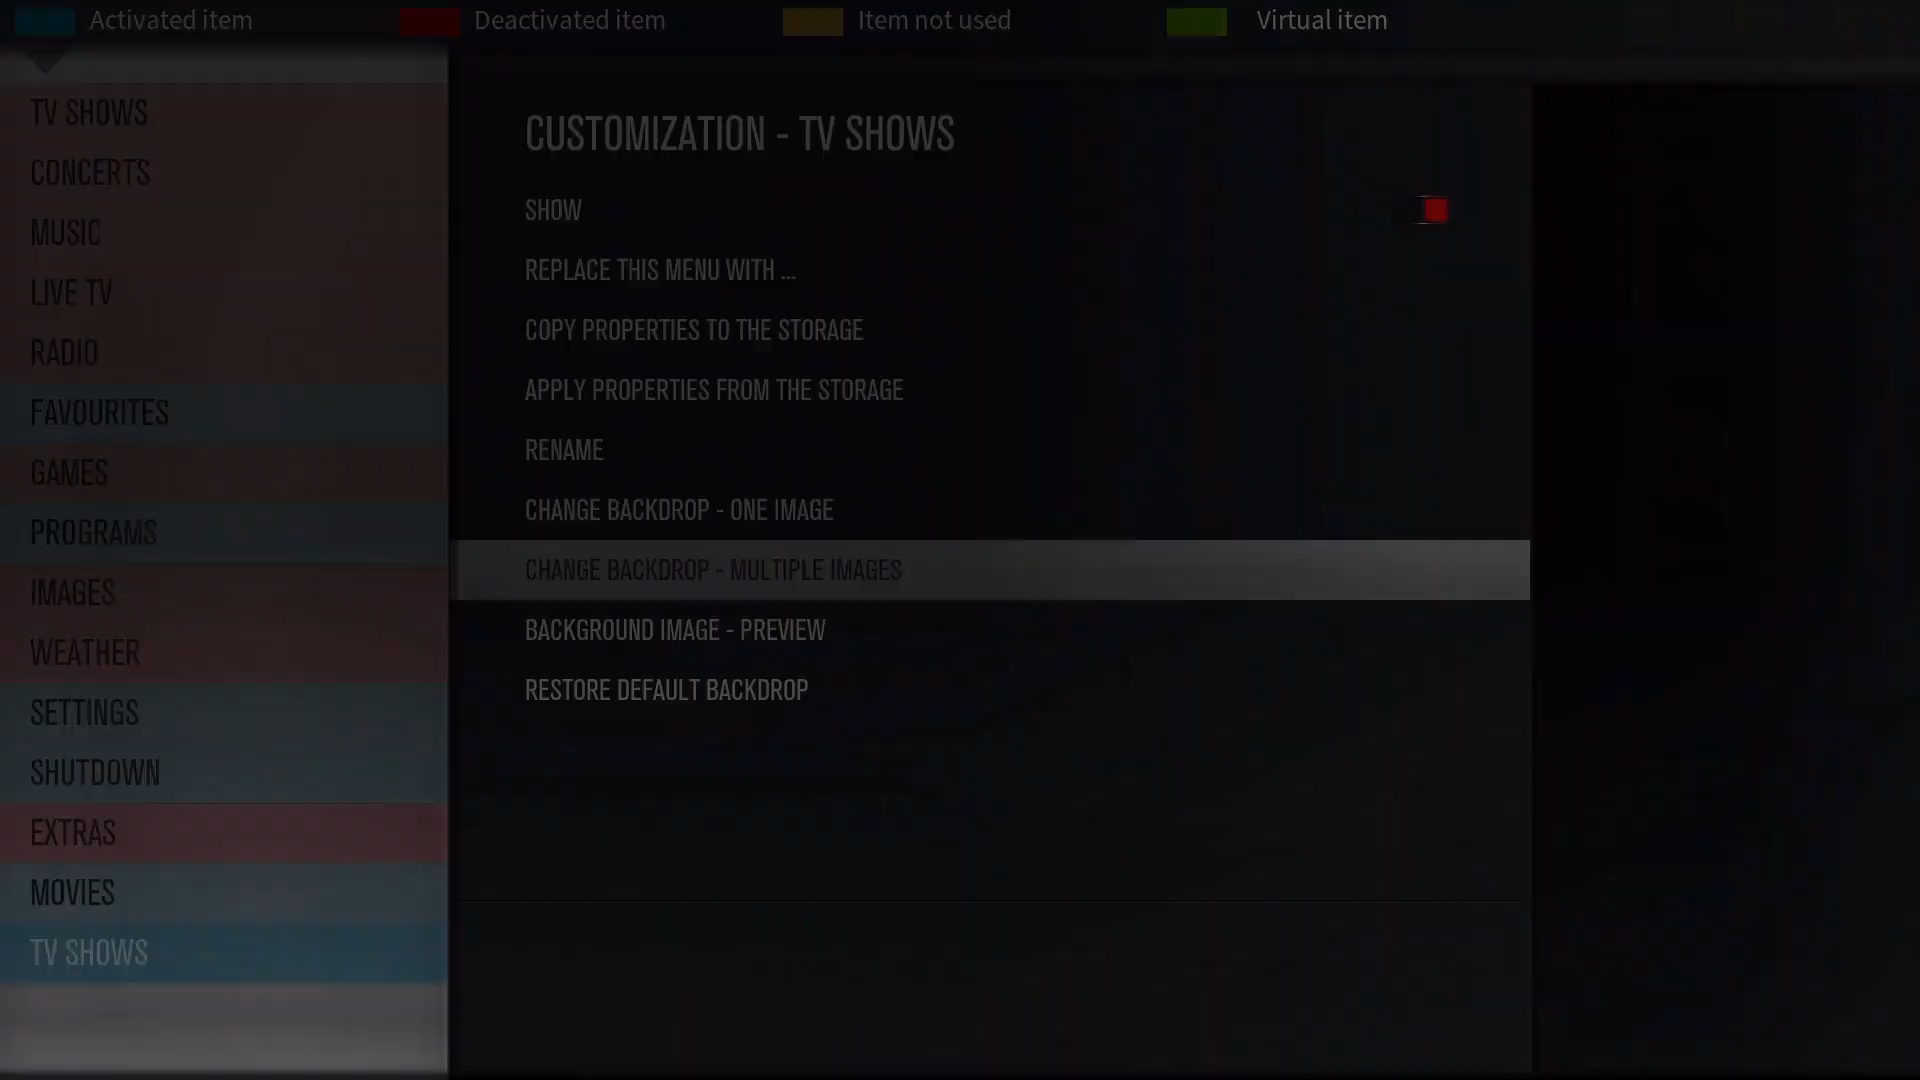 Activated item
Deactivated item
Item not used
Virtual item
TV SHOWS
CONCERTS
MUSIC
LIVE TV
RADIO
FAVOURITES
GAMES
PROGRAMS
IMAGES
WEATHER
SETTINGS
SHUTDOWN
EXTRAS
MOVIES
TV SHOWS
CUSTOMIZATION - TV SHOWS
SHOW
REPLACE THIS MENU WITH ...
COPY PROPERTIES TO THE STORAGE
APPLY PROPERTIES FROM THE STORAGE
RENAME
CHANGE BACKDROP - ONE IMAGE
CHANGE BACKDROP - MULTIPLE IMAGES
BACKGROUND IMAGE - PREVIEW
RESTORE DEFAULT BACKDROP